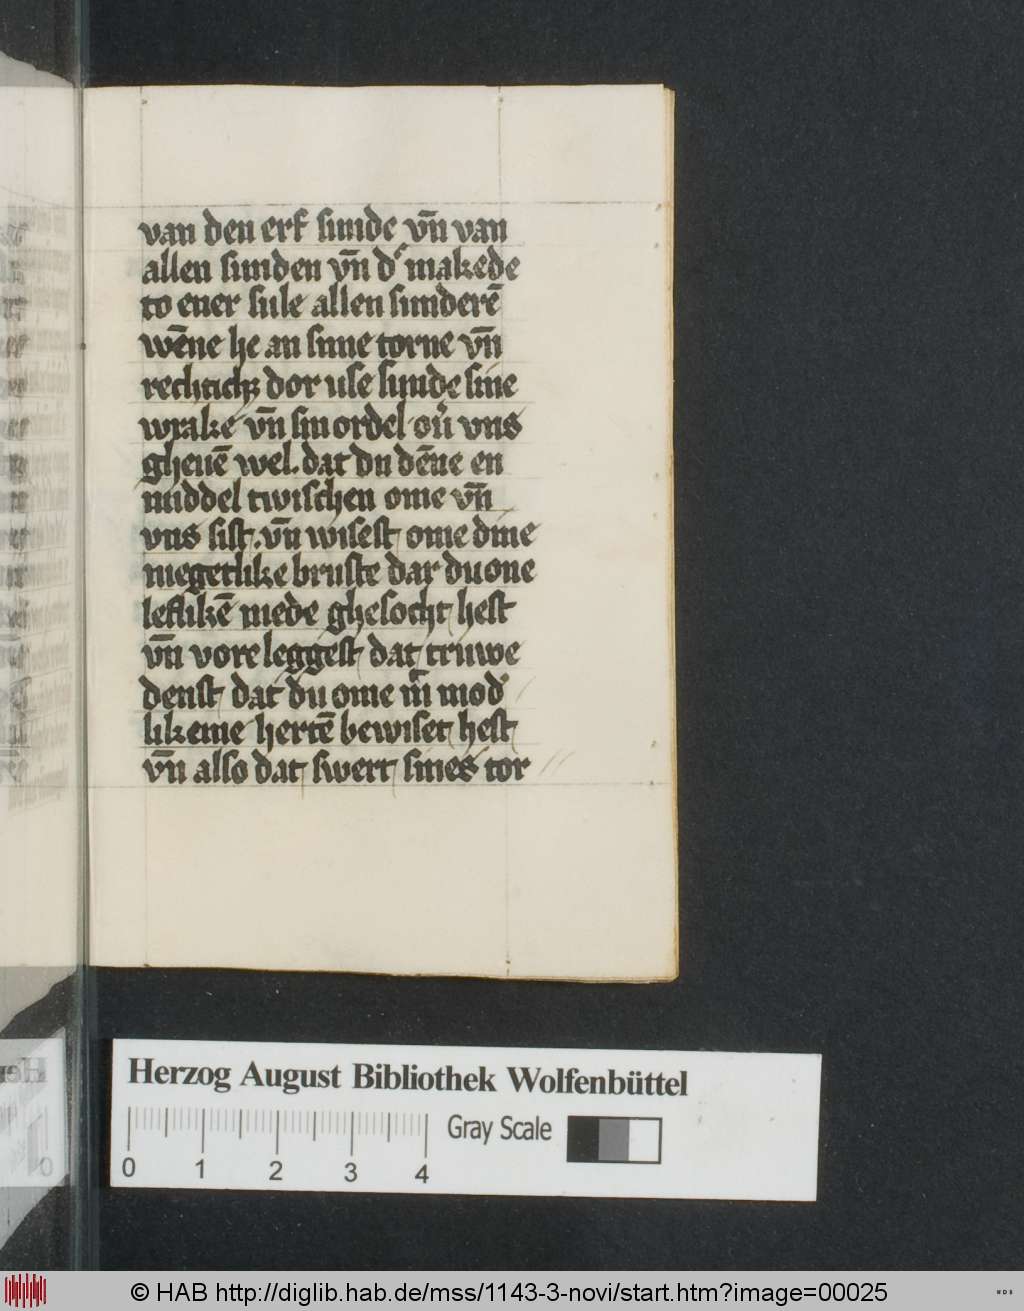 van den erf sunde vn̄ van
allen sunden vn̄ d' makede
to ener sule allen sunderē
wēne he an sime torne vn̄
dor use sunde sine
wrake vn̄ sin ordel ou̅ vns
gheuē wel. dat du dēne en
middel twischen ome vn̄
vns sist. vn̄ wisest ome dine
megetlike bruste dar du one
leflikē mede ghesocht hest
vn̄ vore leggest dat truwe
denst dat du ome mod'
likeme hertē bewiset hest
vn̄ also dat swert sines tor
Herzog August Bibliothek Wolfenbüttel
Gray Scale
0 1 2 3 4
© HAB http://diglib.hab.de/mss/1143-3-novi/start.htm?image=00025